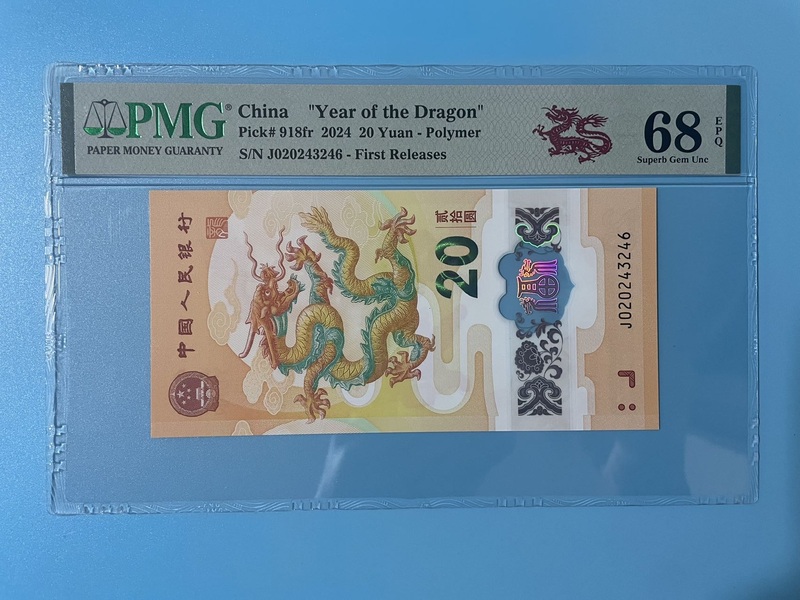 PMG®
PAPER MONEY GUARANTY
China "Year of the Dragon"
Pick# 918fr 2024 20 Yuan - Polymer
S/N J020243246 - First Releases
68
EPQ
Superb Gem Unc
中国人民银行
贰拾圆
20
J020243246